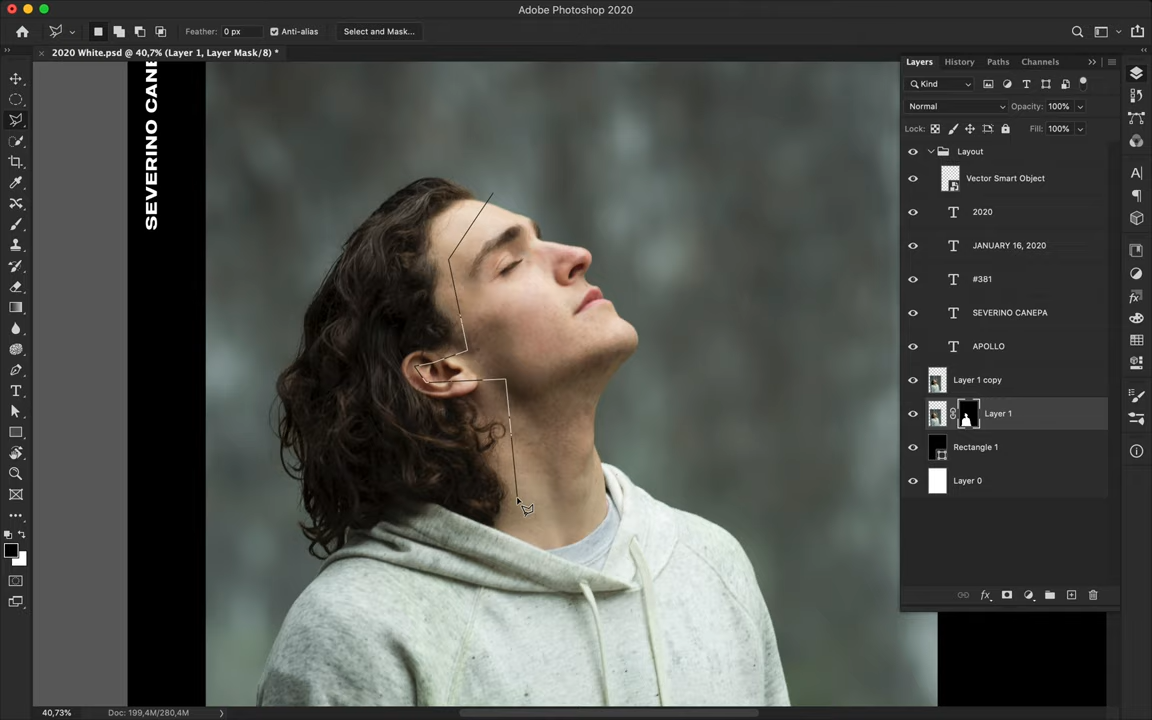 Adobe Photoshop 2020
Feather: 0 px
Anti-alias
Select and Mask...
2020 White.psd @ 40,7% (Layer 1, Layer Mask/8) *
SEVERINO CANE
Layers History Paths Channels
Kind
Normal Opacity: 100%
Lock: Fill: 100%
Layout
Vector Smart Object
T 2020
T JANUARY 16, 2020
T #381
T SEVERINO CANEPA
T APOLLO
Layer 1 copy
Layer 1
Rectangle 1
Layer 0
fx
40,73% Doc: 199,4M/280,4M